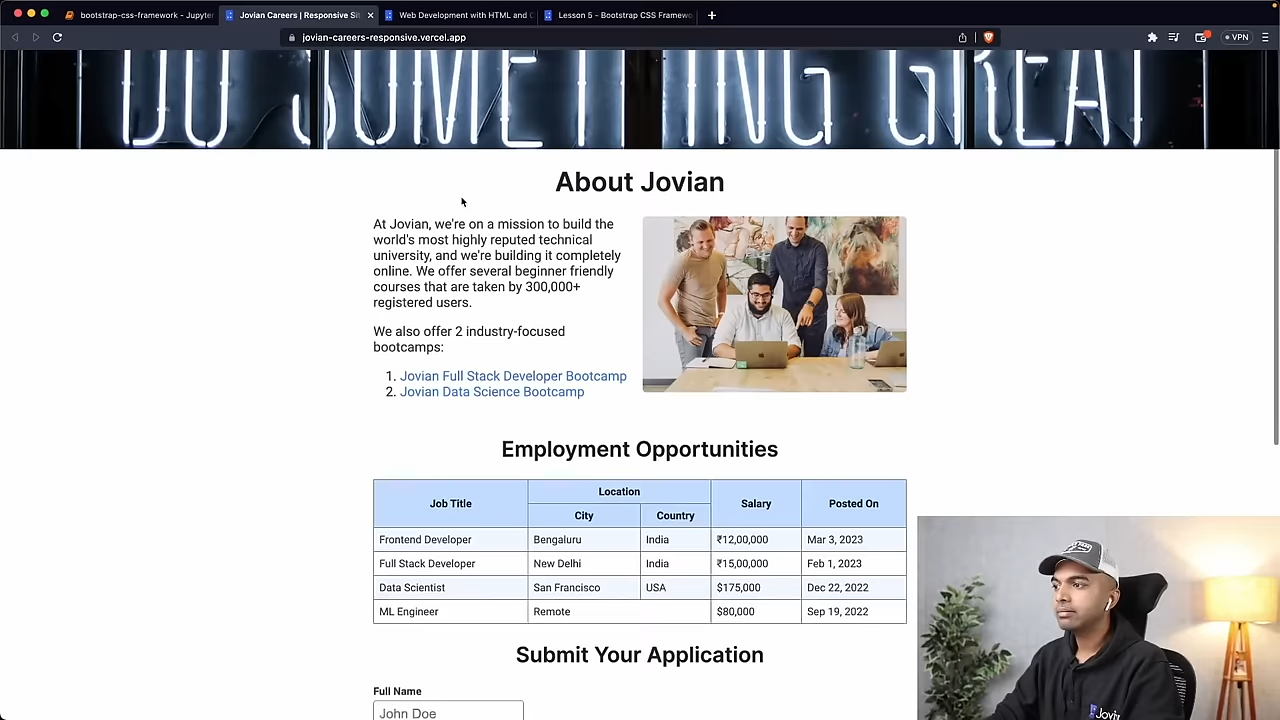 bootstrap-css-framework - Jupyter
Jovian Careers | Responsive Si
Web Development with HTML and C
Lesson 5 - Bootstrap CSS Framewo
jovian-careers-responsive.vercel.app
VPN
DO SOMETHING GREAT
About Jovian
At Jovian, we're on a mission to build the
world's most highly reputed technical
university, and we're building it completely
online. We offer several beginner friendly
courses that are taken by 300,000+
registered users.
We also offer 2 industry-focused
bootcamps:
1. Jovian Full Stack Developer Bootcamp
2. Jovian Data Science Bootcamp
Employment Opportunities
Job Title Location Salary Posted On
City Country
Frontend Developer Bengaluru India ₹12,00,000 Mar 3, 2023
Full Stack Developer New Delhi India ₹15,00,000 Feb 1, 2023
Data Scientist San Francisco USA $175,000 Dec 22, 2022
ML Engineer Remote $80,000 Sep 19, 2022
Submit Your Application
Full Name
John Doe